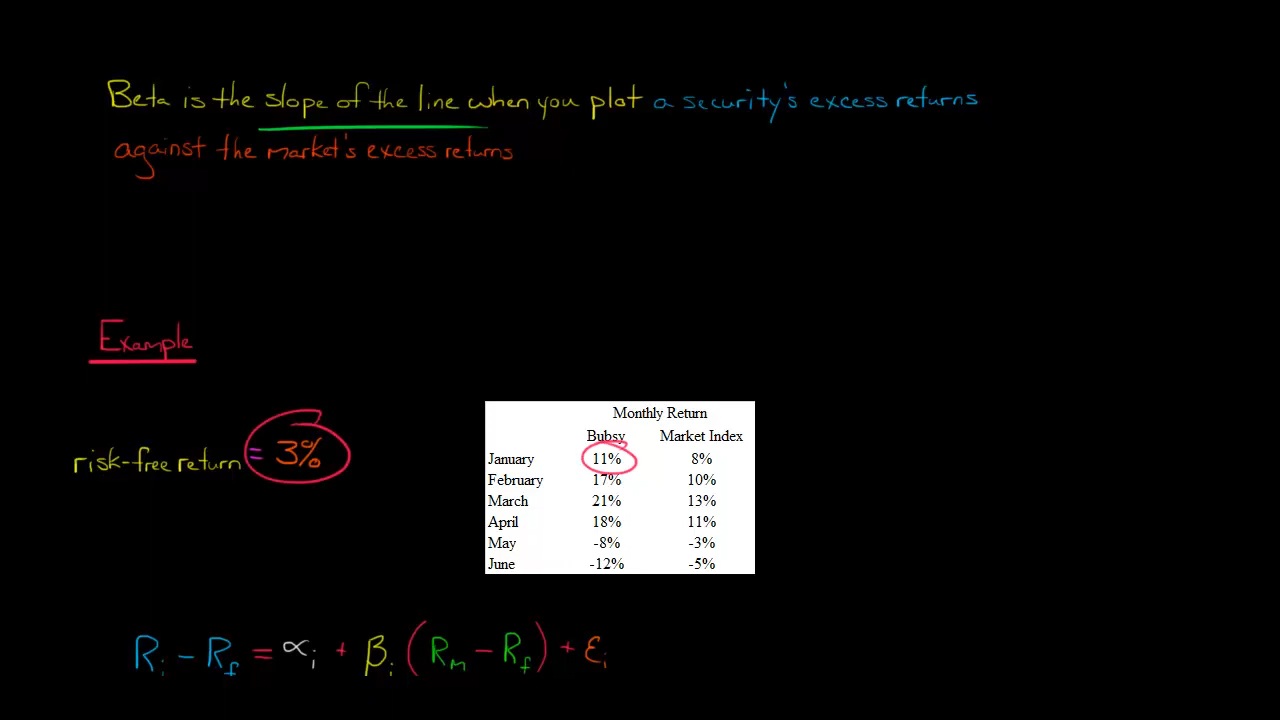 Beta is the slope of the line when you plot a security's excess returns
against the market's excess returns
Example
risk-free return = 3%
Monthly Return
Bubsy Market Index
January 11% 8%
February 17% 10%
March 21% 13%
April 18% 11%
May -8% -3%
June -12% -5%
Ri - Rf = αi + βi (Rm - Rf) + εi